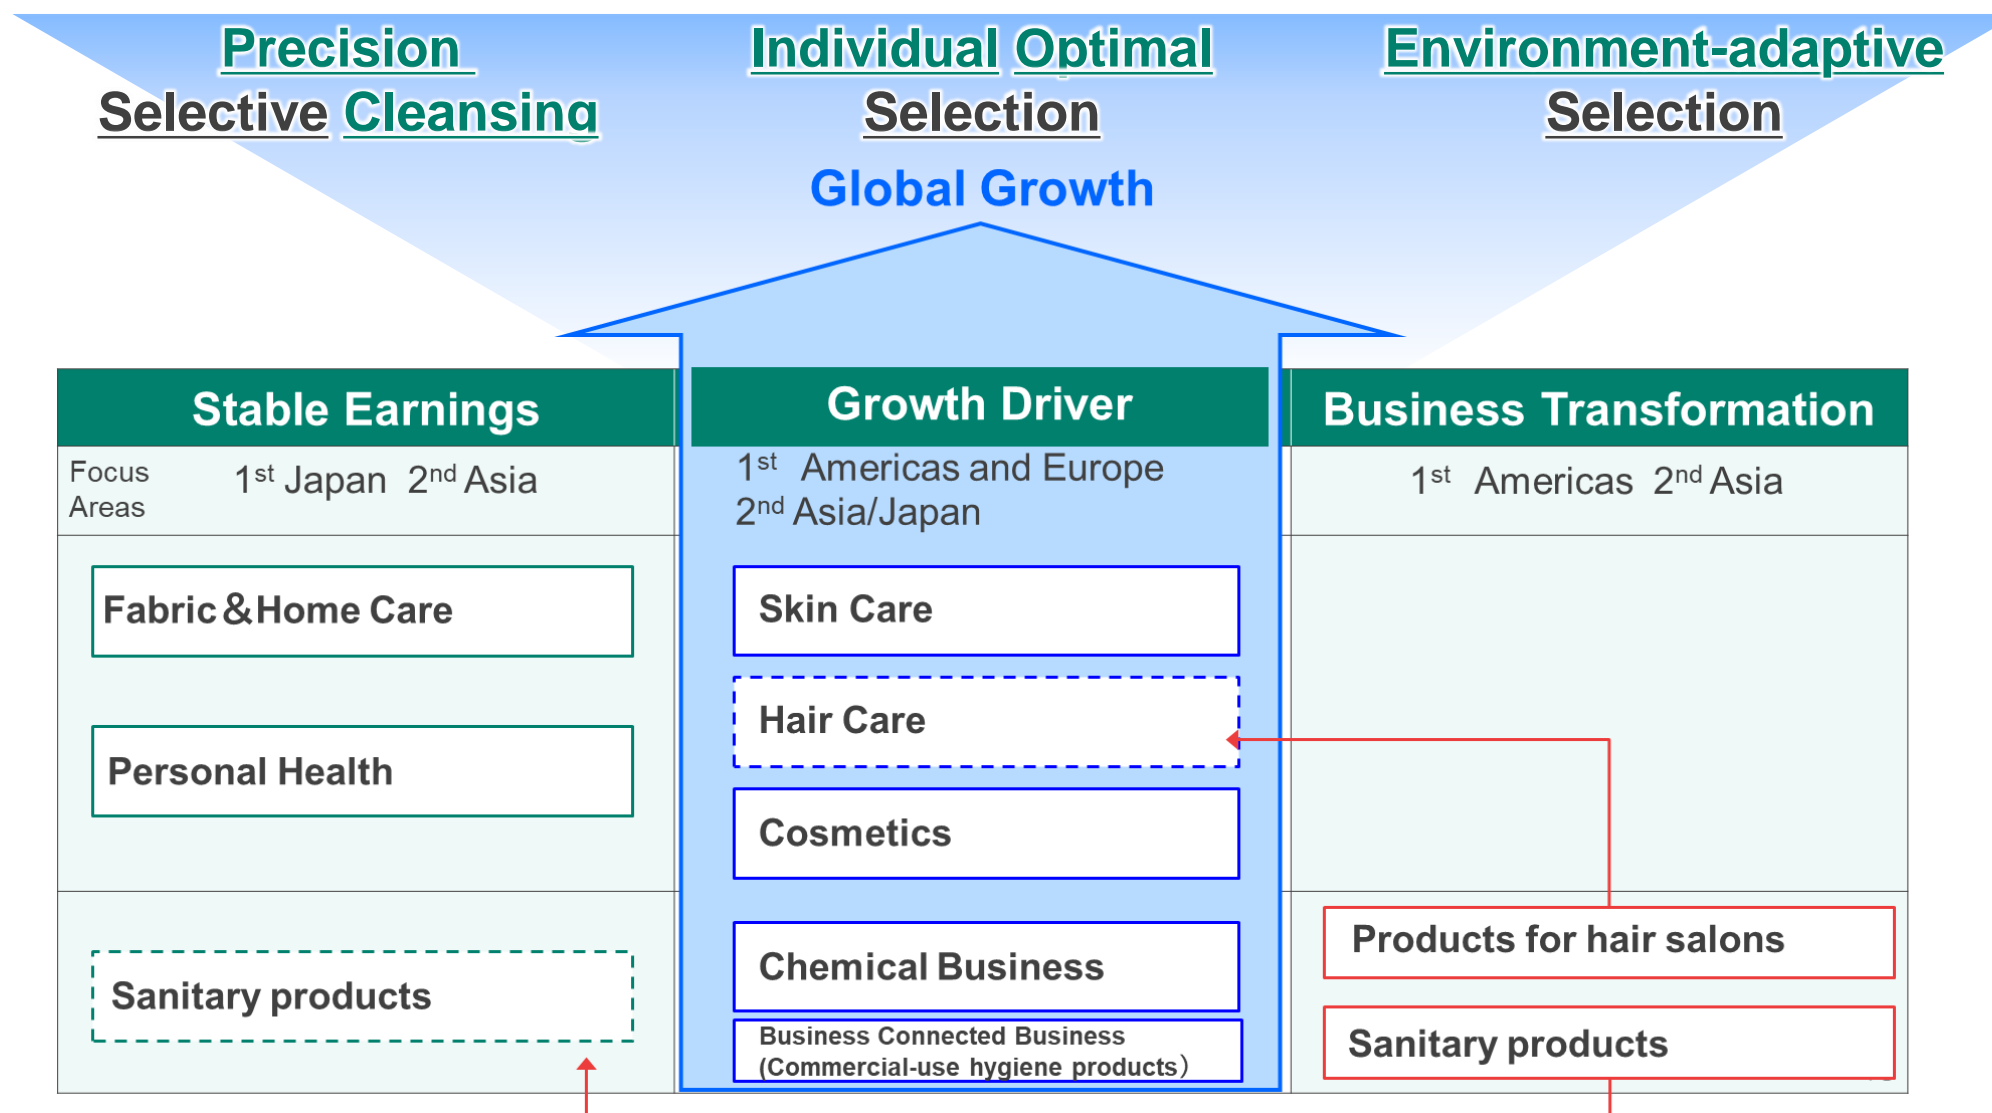 Precision
Selective Cleansing
Individual Optimal
Selection
Environment-adaptive
Selection
Global Growth
Stable Earnings
Growth Driver
Business Transformation
Focus
Areas
1st Japan 2nd Asia
1st Americas and Europe
2nd Asia/Japan
1st Americas 2nd Asia
Fabric＆Home Care
Personal Health
Sanitary products
Skin Care
Hair Care
Cosmetics
Chemical Business
Business Connected Business
(Commercial-use hygiene products）
Products for hair salons
Sanitary products